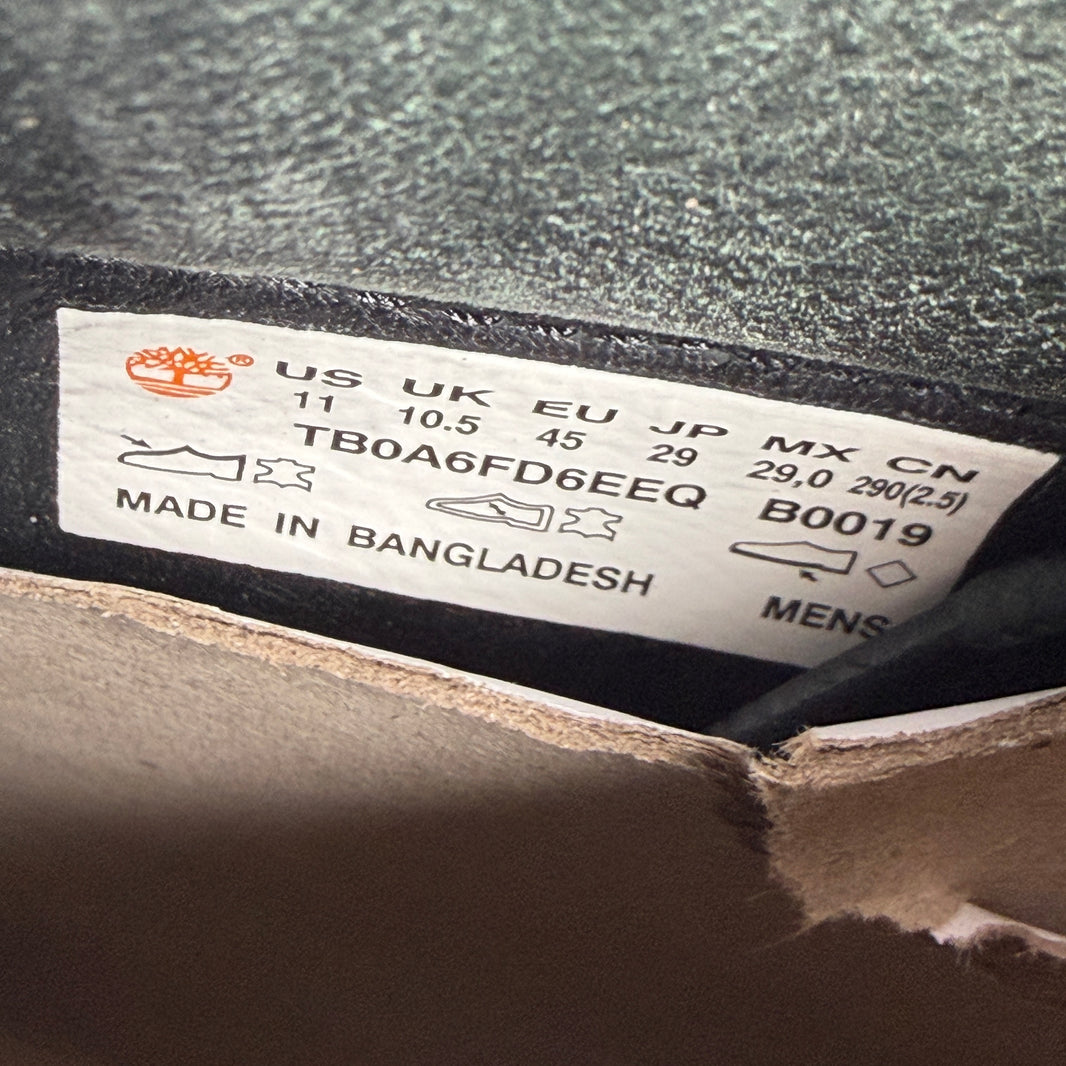 ® US UK EU JP MX CN
11 10.5 45 29 29,0 290(2.5)
TB0A6FD6EEQ B0019
MADE IN BANGLADESH MENS